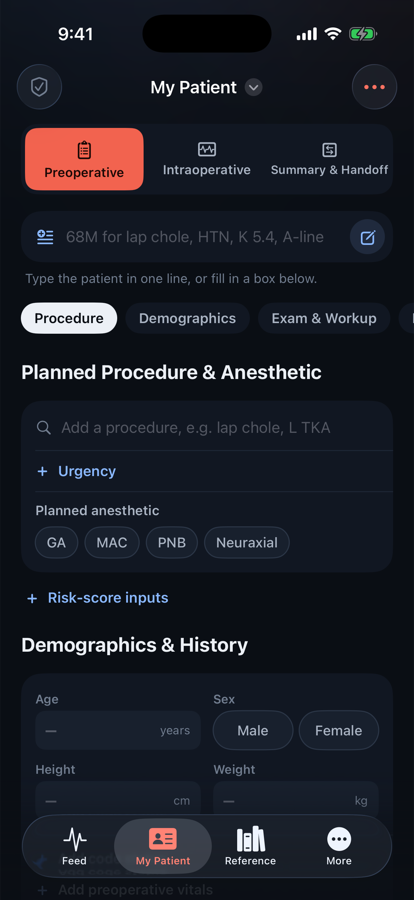 9:41
My Patient
Preoperative
Intraoperative
Summary & Handoff
68M for lap chole, HTN, K 5.4, A-line
Type the patient in one line, or fill in a box below.
Procedure
Demographics
Exam & Workup
Planned Procedure & Anesthetic
Add a procedure, e.g. lap chole, L TKA
+ Urgency
Planned anesthetic
GA
MAC
PNB
Neuraxial
+ Risk-score inputs
Demographics & History
Age
Sex
— years
Male
Female
Height
Weight
— cm
— kg
Feed
My Patient
Reference
More
+ Add preoperative vitals